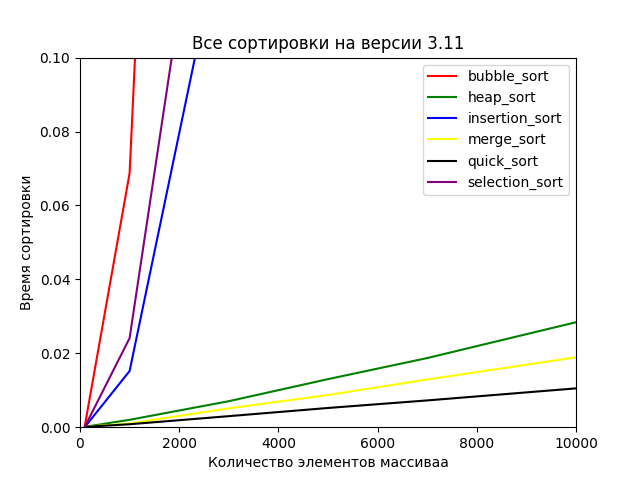 Все сортировки на версии 3.11
Время сортировки
0.10
0.08
0.06
0.04
0.02
0.00
0
2000
4000
6000
8000
10000
Количество элементов массиваа
bubble_sort
heap_sort
insertion_sort
merge_sort
quick_sort
selection_sort